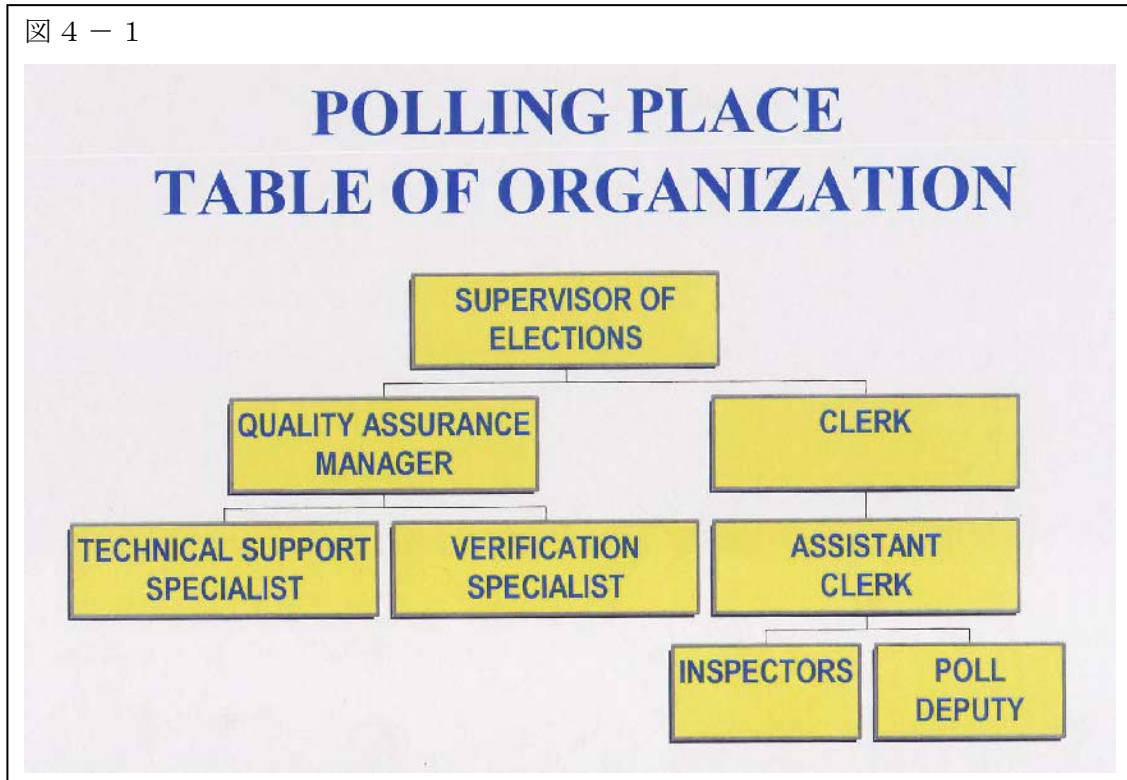 図４－１
POLLING PLACE
TABLE OF ORGANIZATION
SUPERVISOR OF
ELECTIONS
QUALITY ASSURANCE
MANAGER
CLERK
TECHNICAL SUPPORT
SPECIALIST
VERIFICATION
SPECIALIST
ASSISTANT
CLERK
INSPECTORS
POLL
DEPUTY